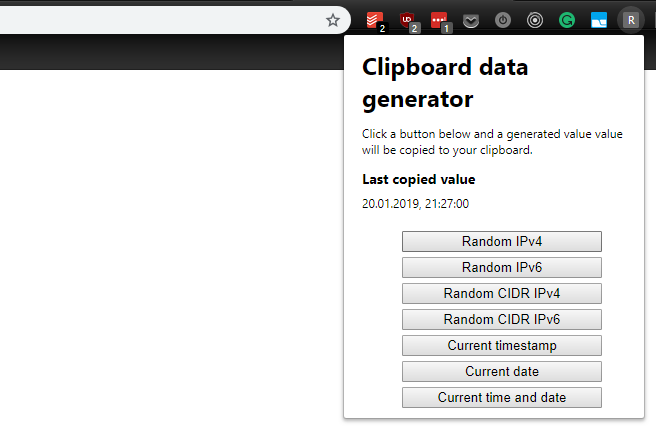 2
2
1
R
Clipboard data
generator
Click a button below and a generated value value
will be copied to your clipboard.
Last copied value
20.01.2019, 21:27:00
Random IPv4
Random IPv6
Random CIDR IPv4
Random CIDR IPv6
Current timestamp
Current date
Current time and date